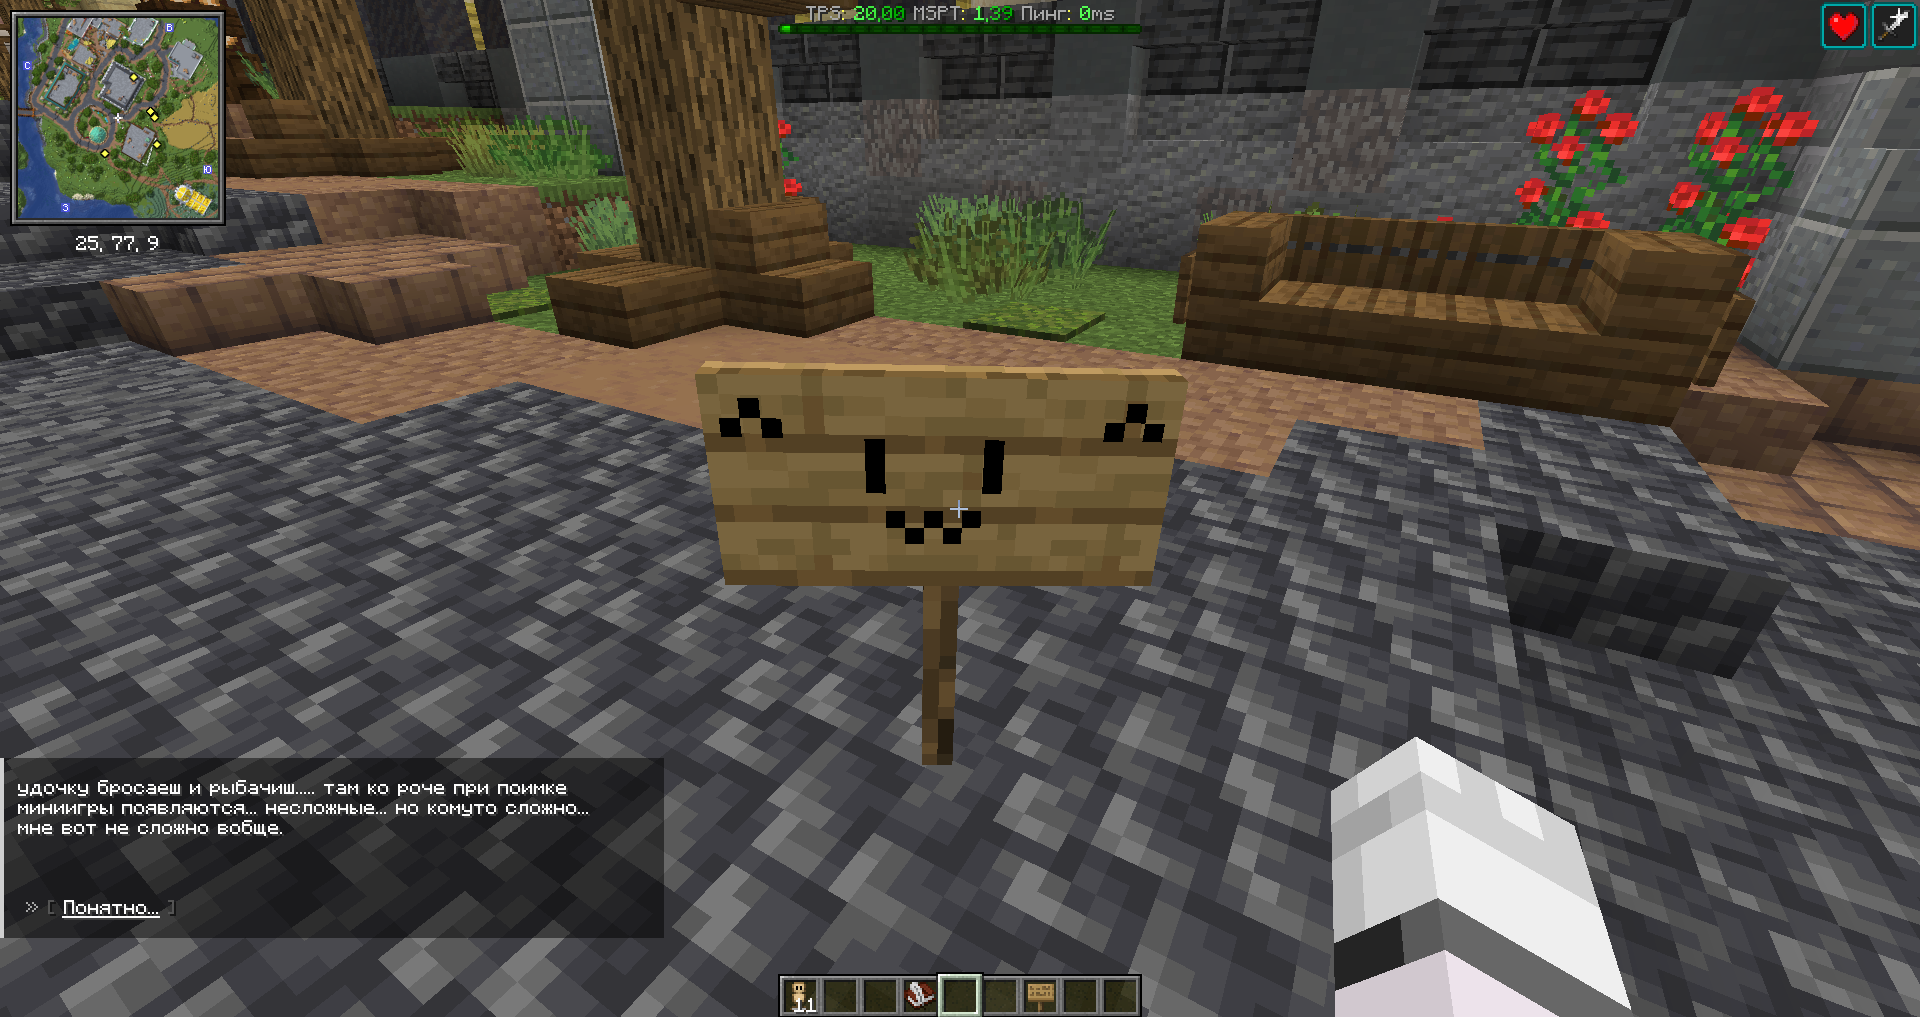 TPS: 20,00 MSPT: 1,39 Пинг: 0ms
В
С
Ю
З
25, 77, 9
удочку бросаеш и рыбачиш..... там ко роче при поимке
миниигры появляются... несложные... но комуто сложно...
мне вот не сложно вобще.
» [ Понятно... ]
11